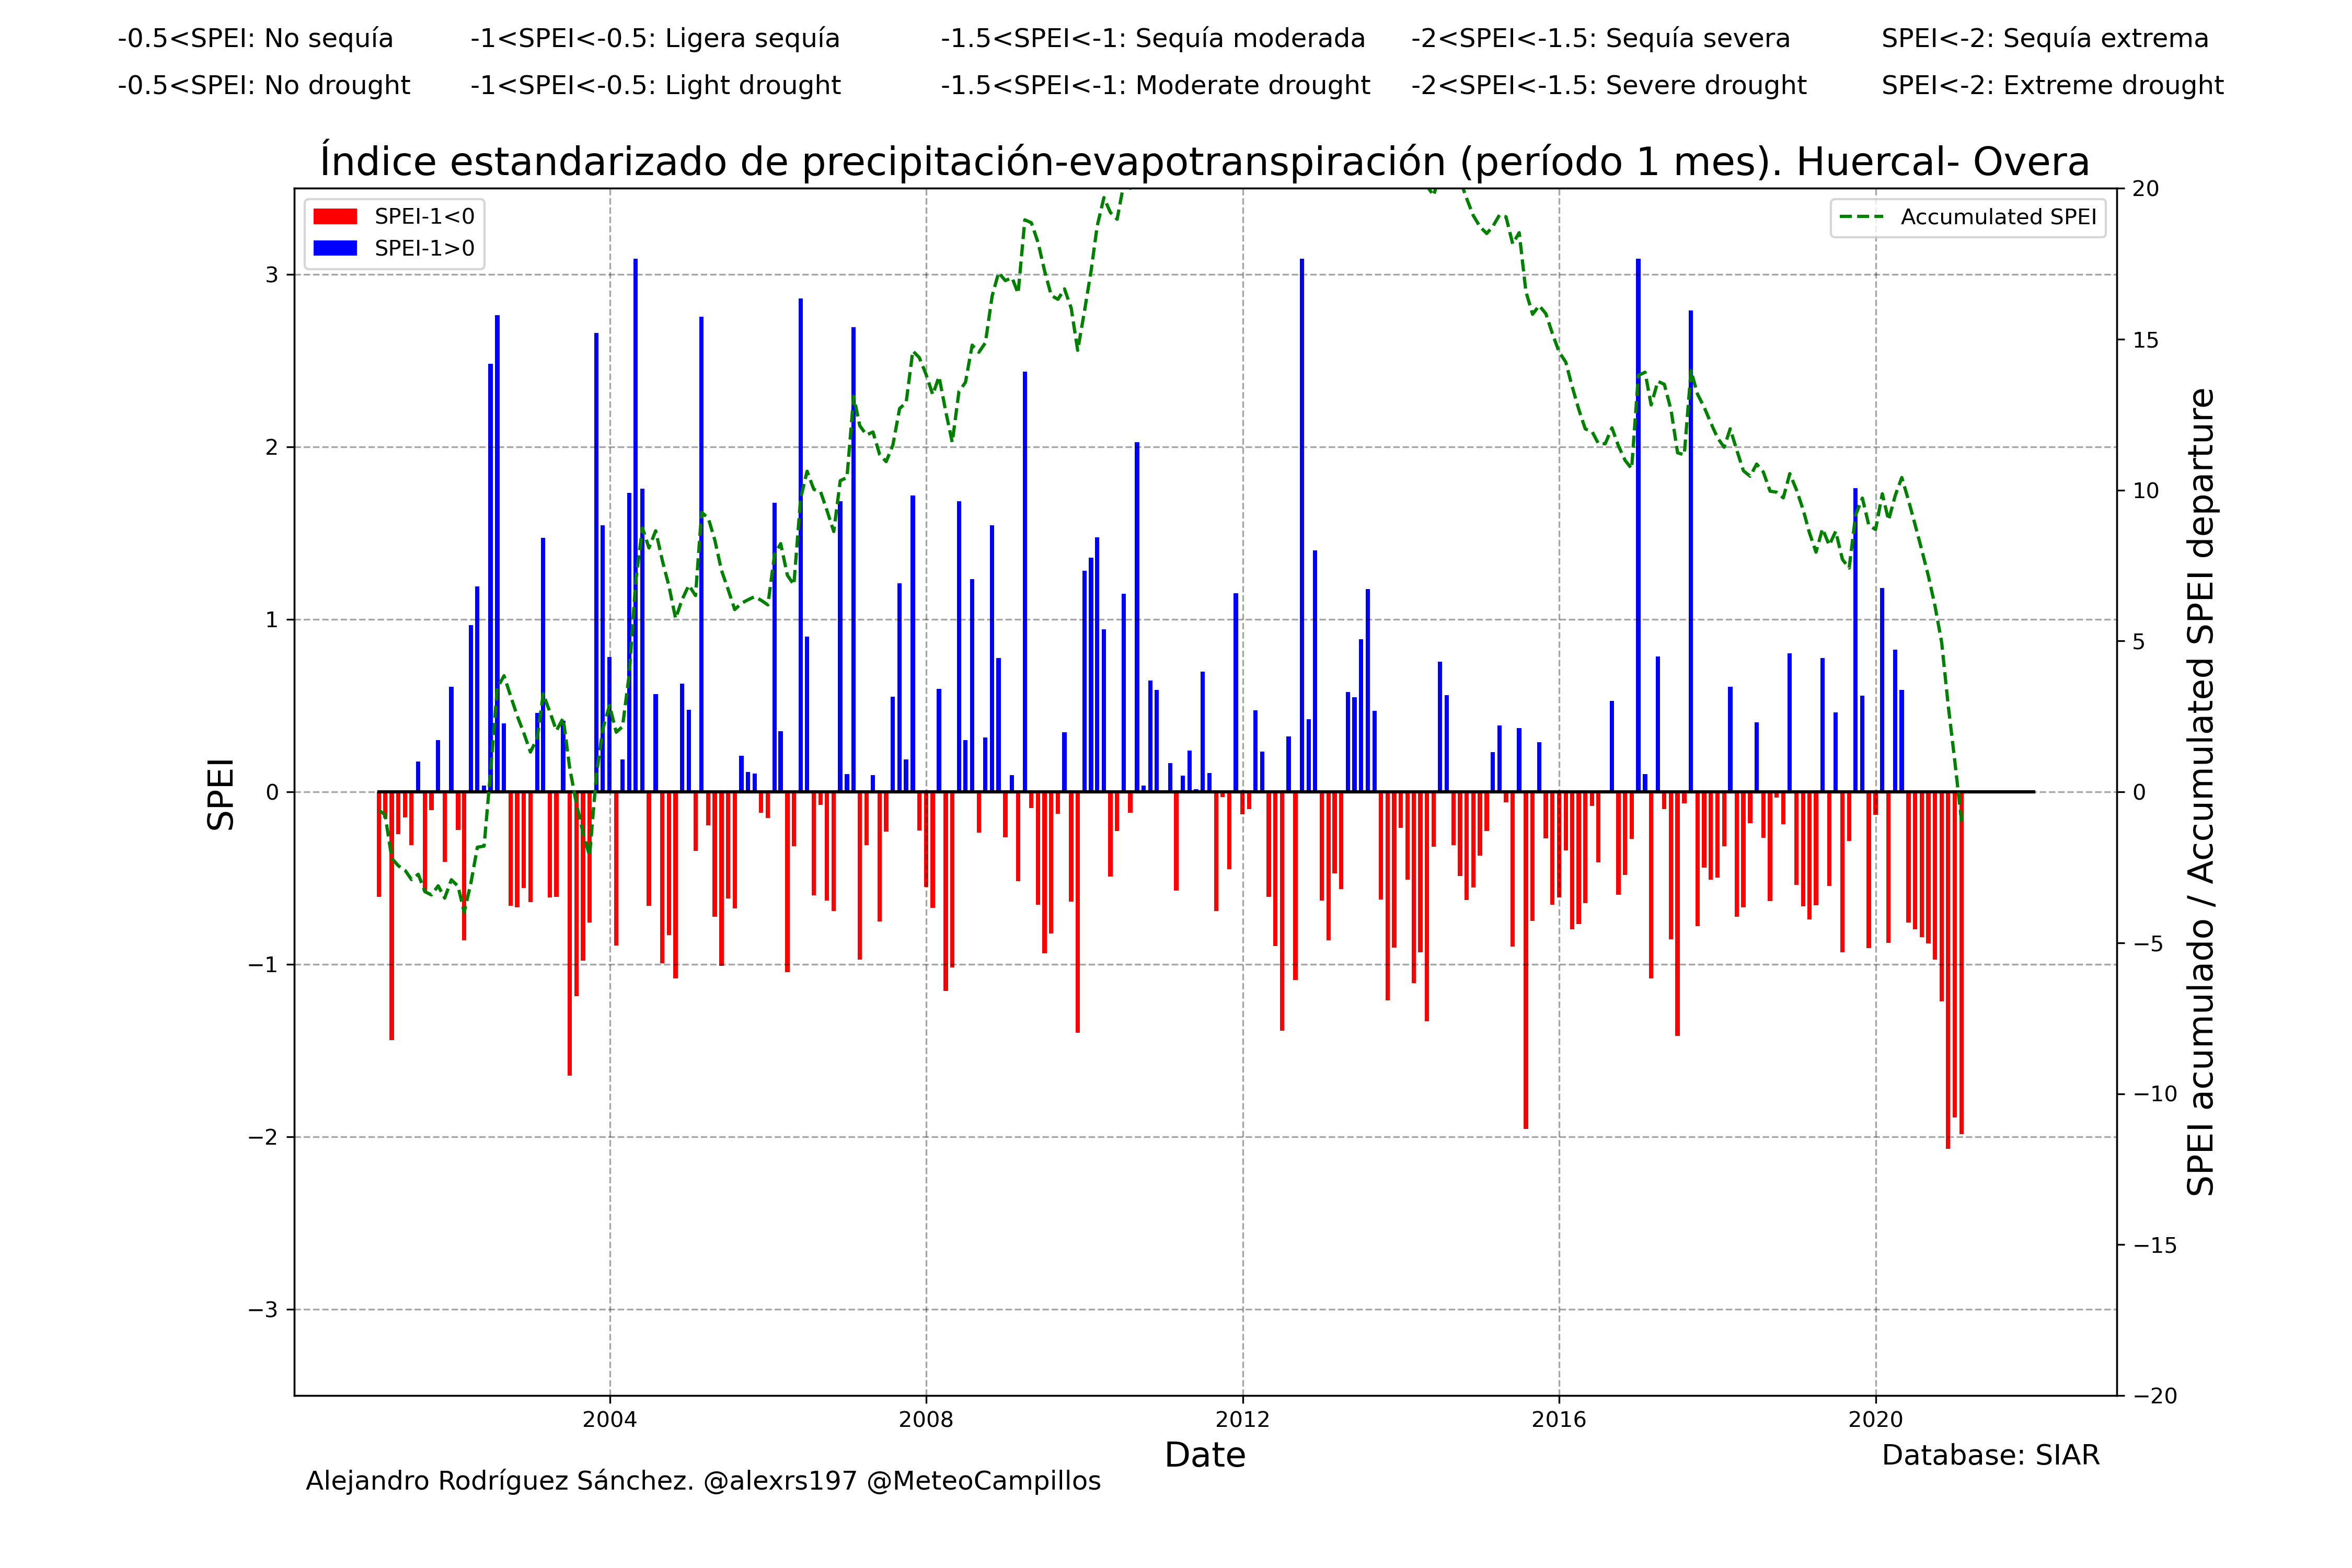 -0.5<SPEI: No sequía
-1<SPEI<-0.5: Ligera sequía
-1.5<SPEI<-1: Sequía moderada
-2<SPEI<-1.5: Sequía severa
SPEI<-2: Sequía extrema
-0.5<SPEI: No drought
-1<SPEI<-0.5: Light drought
-1.5<SPEI<-1: Moderate drought
-2<SPEI<-1.5: Severe drought
SPEI<-2: Extreme drought
Índice estandarizado de precipitación-evapotranspiración (período 1 mes). Huercal- Overa
SPEI-1<0
SPEI-1>0
Accumulated SPEI
SPEI
3
2
1
0
−1
−2
−3
20
15
10
5
0
−5
−10
−15
−20
SPEI acumulado / Accumulated SPEI departure
2004
2008
2012
2016
2020
Date
Database: SIAR
Alejandro Rodríguez Sánchez. @alexrs197 @MeteoCampillos